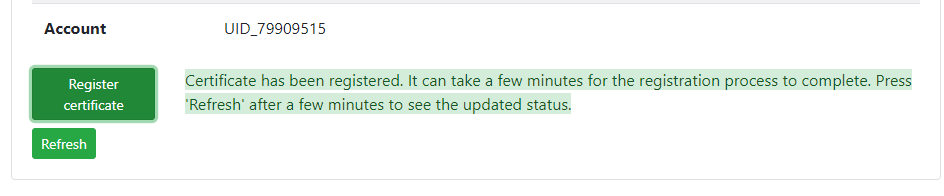 Account UID_79909515
Register
certificate
Certificate has been registered. It can take a few minutes for the registration process to complete. Press
'Refresh' after a few minutes to see the updated status.
Refresh